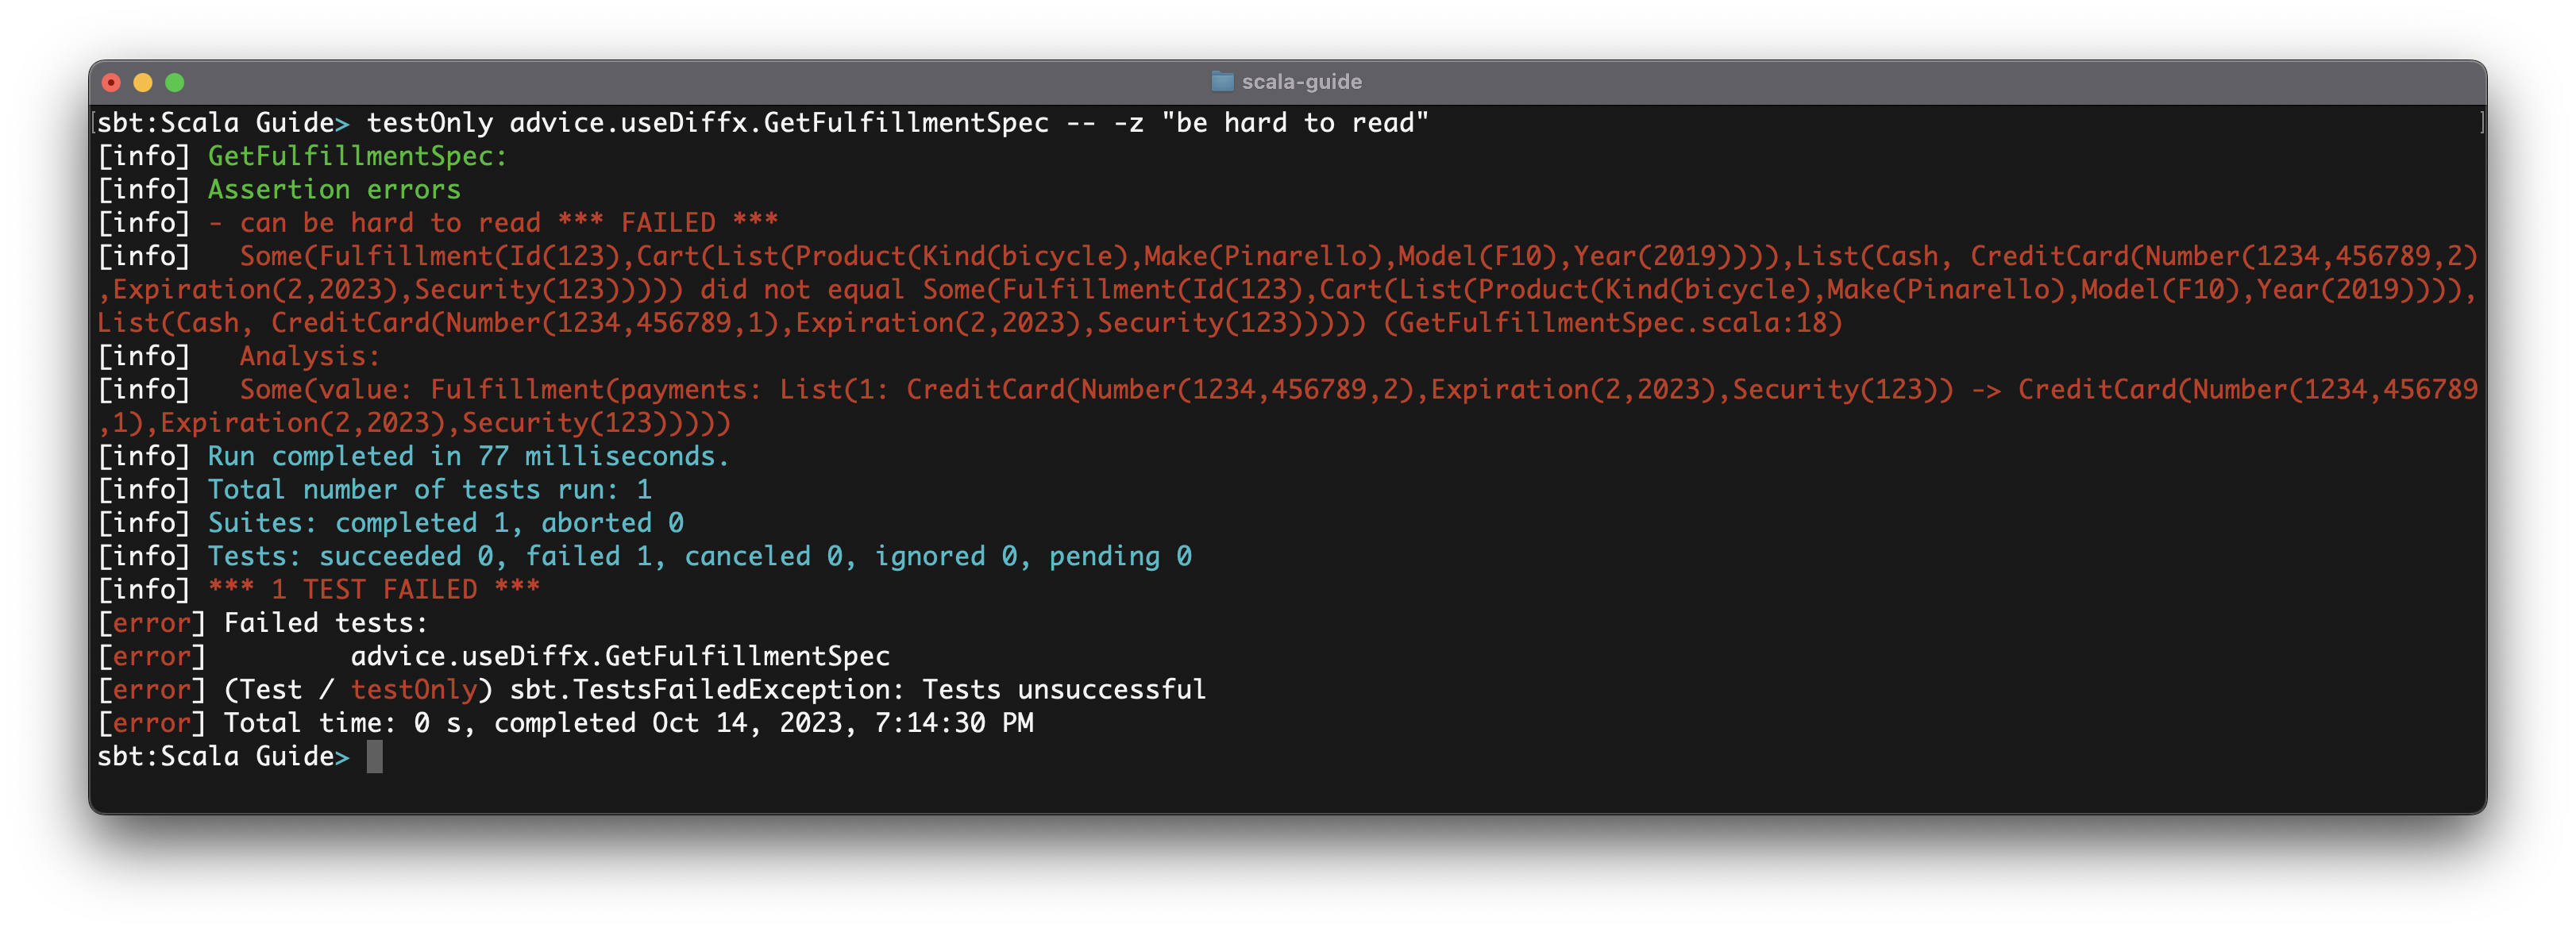 scala-guide
[sbt:Scala Guide> testOnly advice.useDiffx.GetFulfillmentSpec -- -z "be hard to read" ]
[info] GetFulfillmentSpec:
[info] Assertion errors
[info] - can be hard to read *** FAILED ***
[info]   Some(Fulfillment(Id(123),Cart(List(Product(Kind(bicycle),Make(Pinarello),Model(F10),Year(2019)))),List(Cash, CreditCard(Number(1234,456789,2)
,Expiration(2,2023),Security(123))))) did not equal Some(Fulfillment(Id(123),Cart(List(Product(Kind(bicycle),Make(Pinarello),Model(F10),Year(2019)))),
List(Cash, CreditCard(Number(1234,456789,1),Expiration(2,2023),Security(123))))) (GetFulfillmentSpec.scala:18)
[info]   Analysis:
[info]   Some(value: Fulfillment(payments: List(1: CreditCard(Number(1234,456789,2),Expiration(2,2023),Security(123)) -> CreditCard(Number(1234,456789
,1),Expiration(2,2023),Security(123)))))
[info] Run completed in 77 milliseconds.
[info] Total number of tests run: 1
[info] Suites: completed 1, aborted 0
[info] Tests: succeeded 0, failed 1, canceled 0, ignored 0, pending 0
[info] *** 1 TEST FAILED ***
[error] Failed tests:
[error]         advice.useDiffx.GetFulfillmentSpec
[error] (Test / testOnly) sbt.TestsFailedException: Tests unsuccessful
[error] Total time: 0 s, completed Oct 14, 2023, 7:14:30 PM
sbt:Scala Guide>